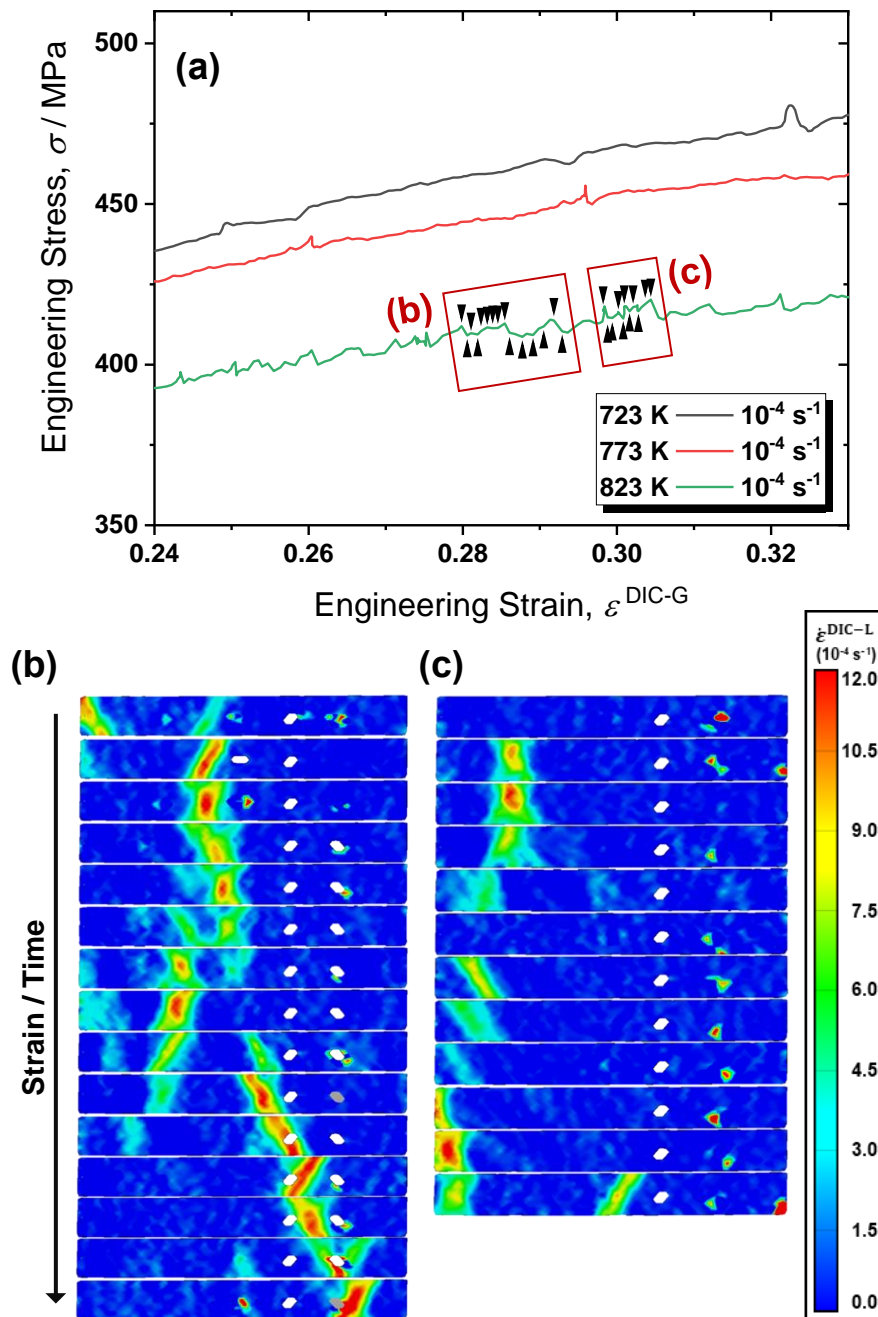 (a)
Engineering Stress, σ / MPa
500
450
400
350
(b)
(c)
723 K 10⁻⁴ s⁻¹
773 K 10⁻⁴ s⁻¹
823 K 10⁻⁴ s⁻¹
0.24 0.26 0.28 0.30 0.32
Engineering Strain, ε DIC-G
(b)
(c)
Strain / Time
ε̇ DIC–L
(10⁻⁴ s⁻¹)
12.0
10.5
9.0
7.5
6.0
4.5
3.0
1.5
0.0